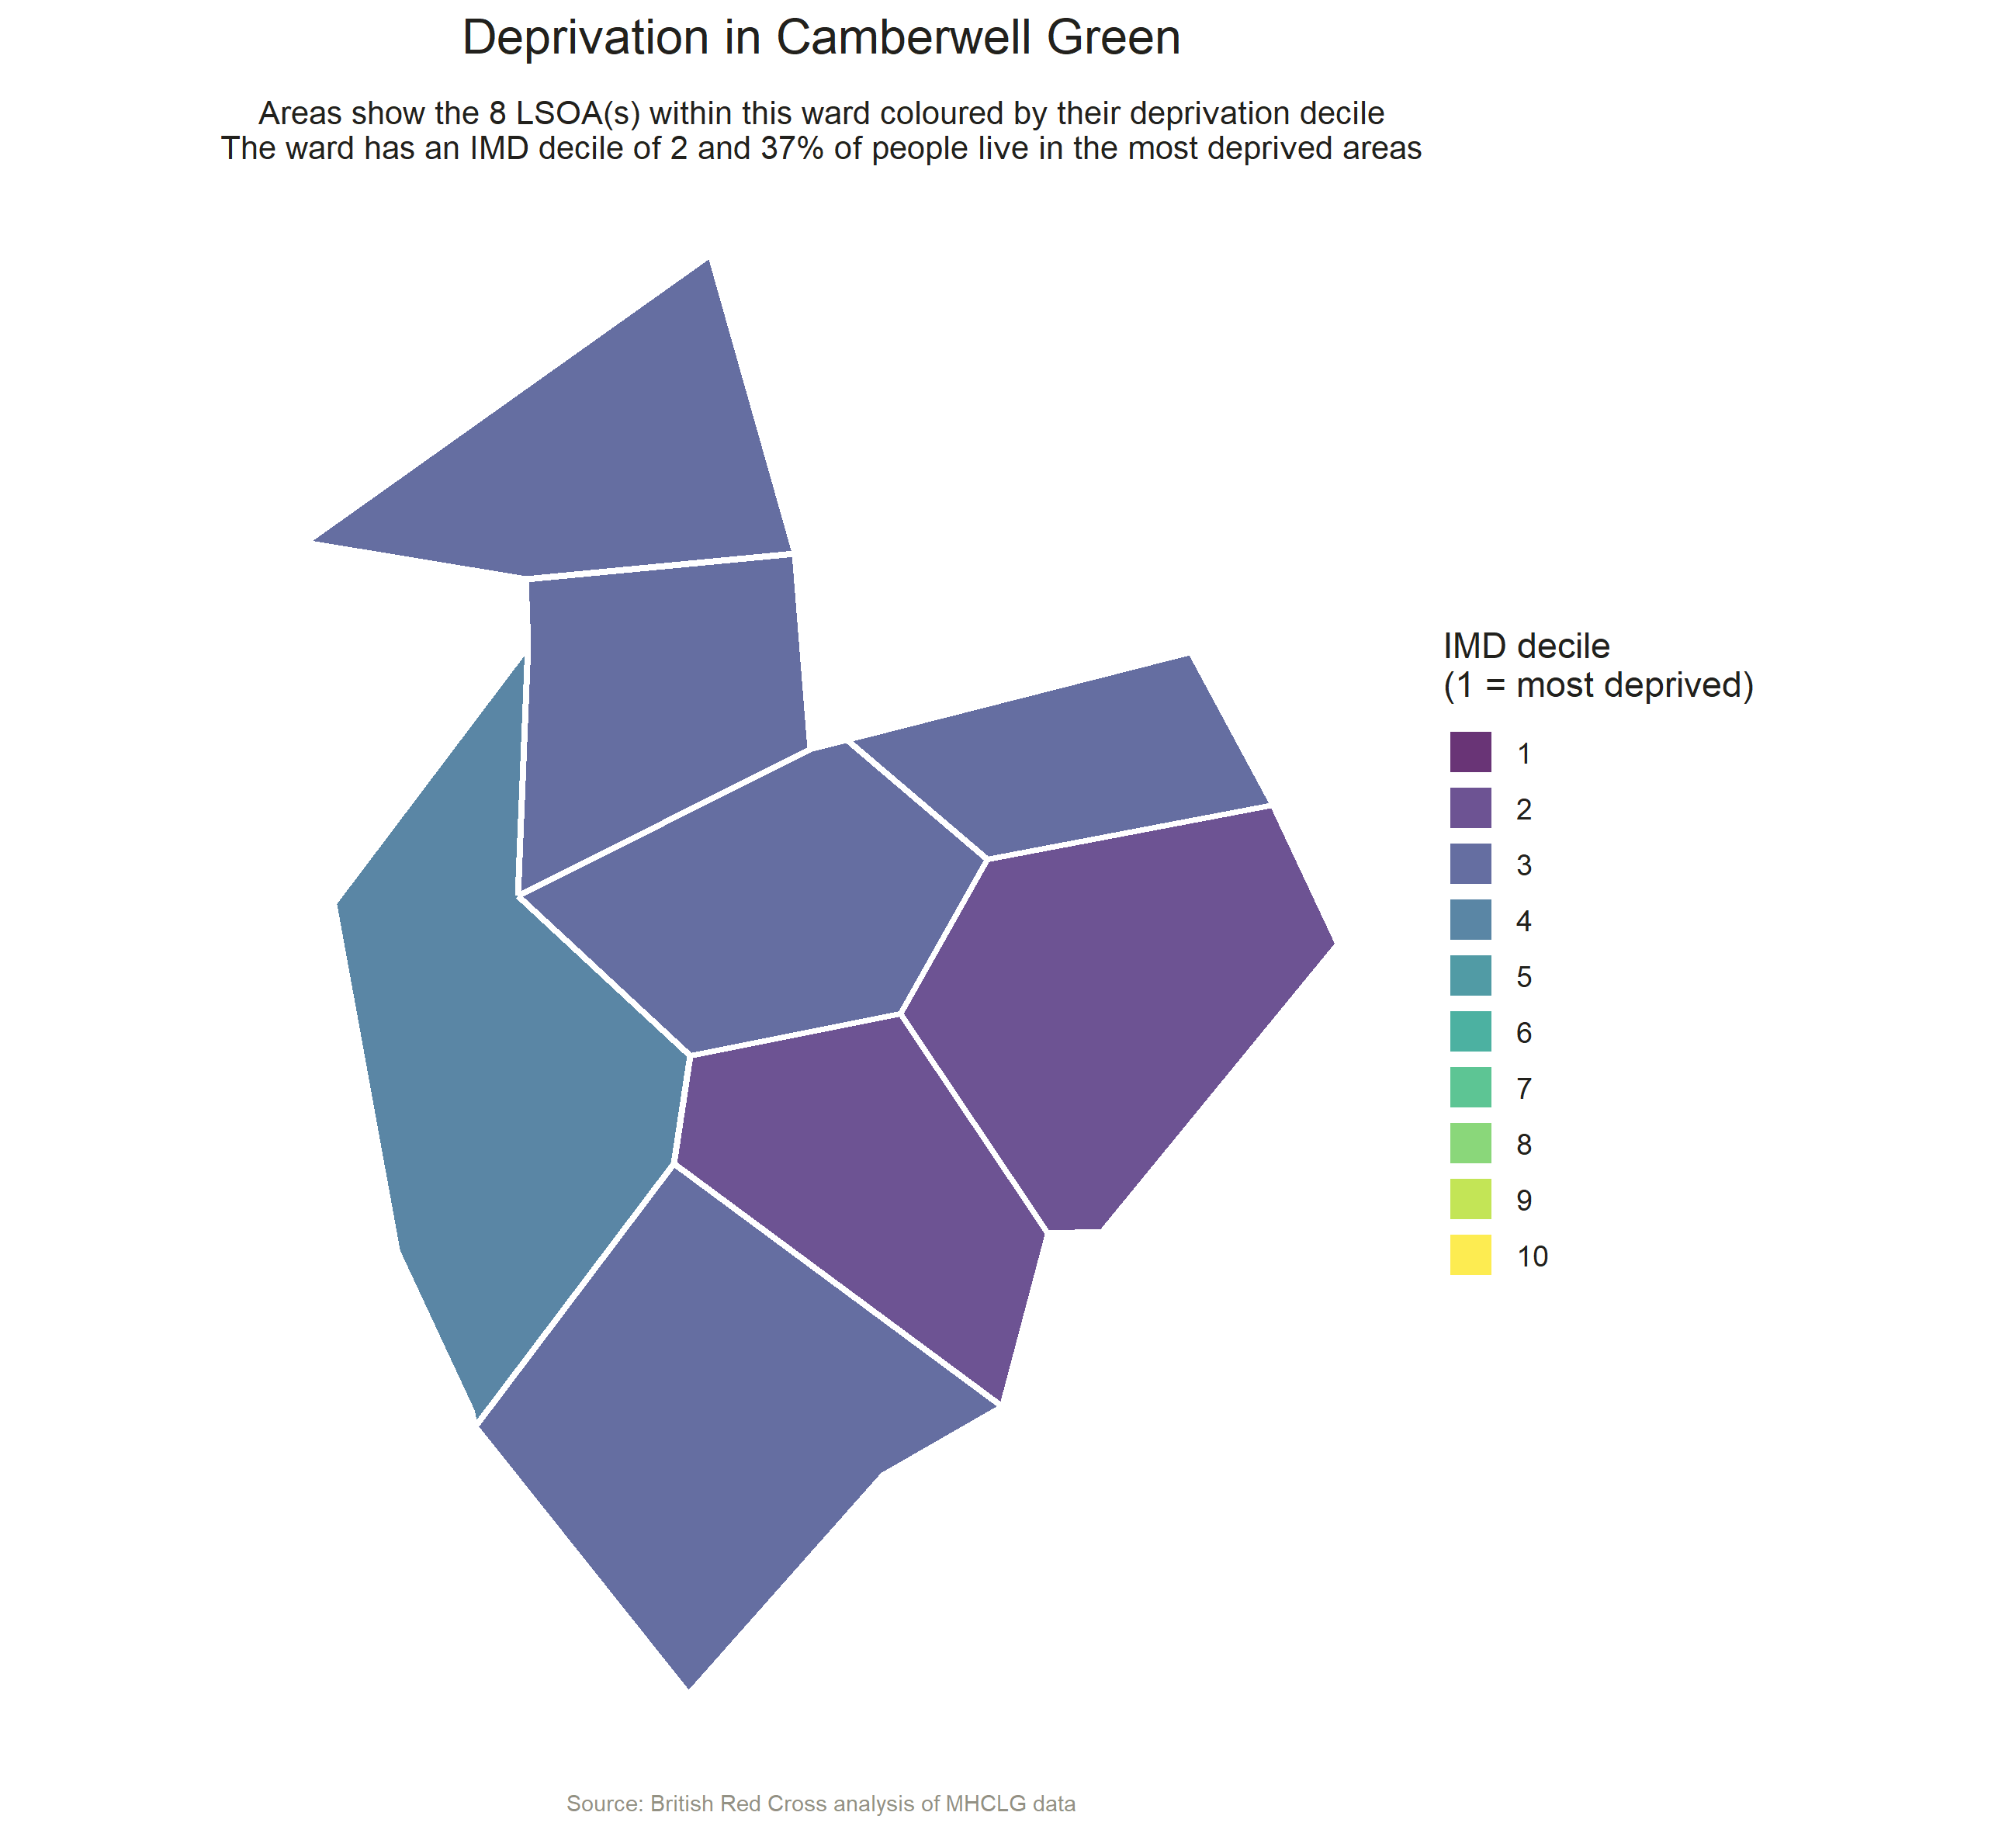 Deprivation in Camberwell Green
Areas show the 8 LSOA(s) within this ward coloured by their deprivation decile
The ward has an IMD decile of 2 and 37% of people live in the most deprived areas
IMD decile
(1 = most deprived)
1
2
3
4
5
6
7
8
9
10
Source: British Red Cross analysis of MHCLG data